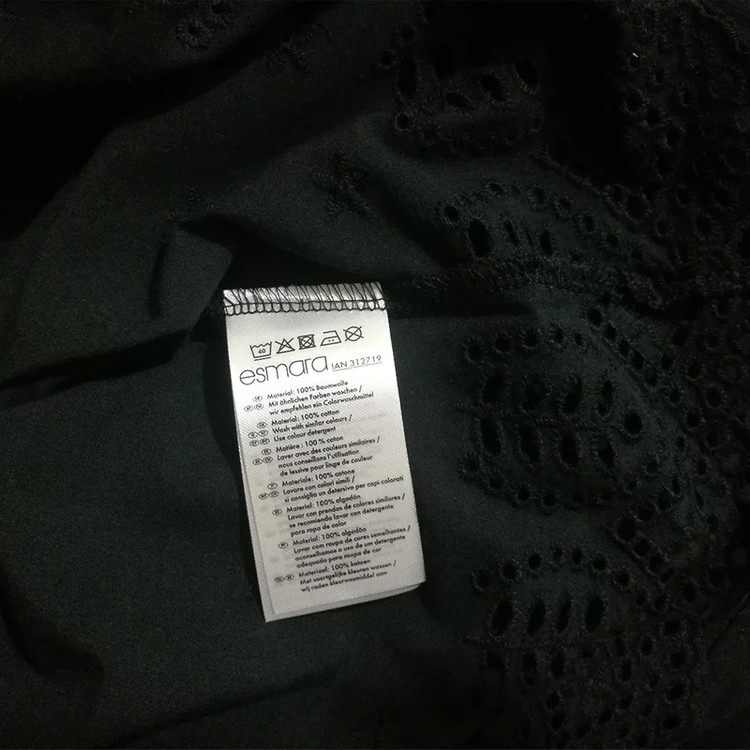 40
esmara IAN 312719
Material: 100% Baumwolle
Mit ähnlichen Farben waschen /
wir empfehlen ein Colorwaschmittel
Material: 100% cotton
Wash with similar colours /
Use colour detergent
Matière: 100% coton
Laver avec des couleurs similaires /
nous conseillons l'utilisation
de lessive pour linge de couleur
Materiale: 100% cotone
Lavare con colori simili /
si consiglia un detersivo per capi colorati
Material: 100% algodón
Lavar con prendas de colores similares /
se recomienda lavar con detergente
para ropa de color
Material: 100% algodão
Lavar com roupa de cores semelhantes /
aconselhamos o uso de um detergente
adequado para roupa de cor
Materiaal: 100% katoen
Met soortgelijke kleuren wassen /
wij raden kleurwasmiddel aan